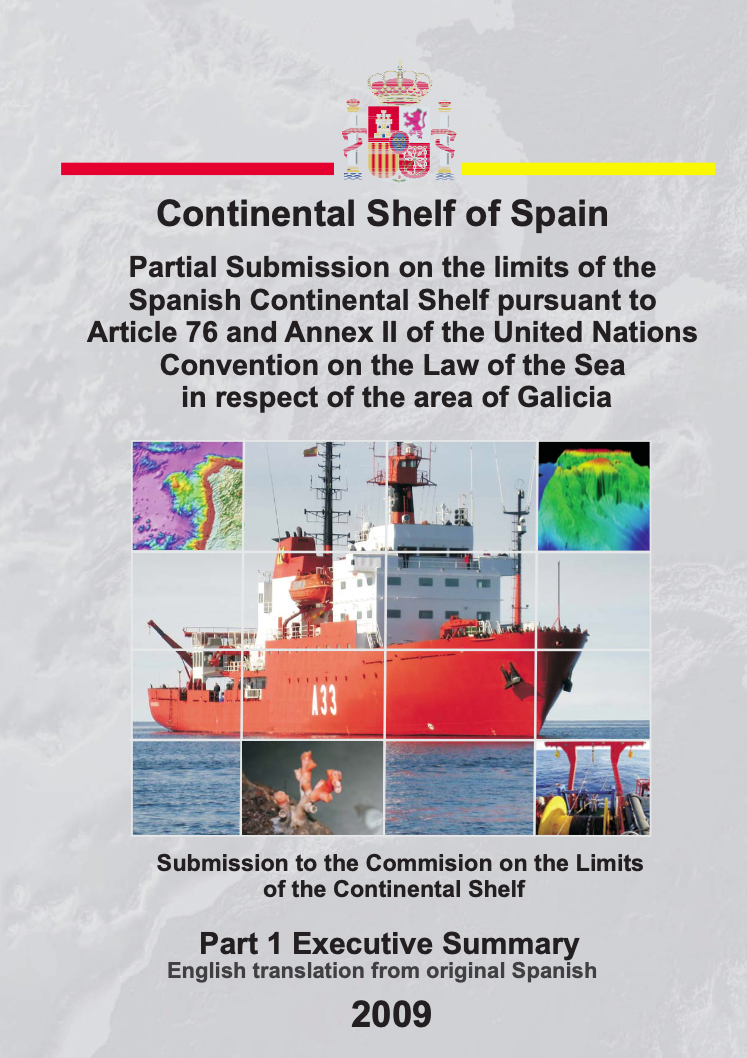 Continental Shelf of Spain
Partial Submission on the limits of the
Spanish Continental Shelf pursuant to
Article 76 and Annex II of the United Nations
Convention on the Law of the Sea
in respect of the area of Galicia
A33
Submission to the Commision on the Limits
of the Continental Shelf
Part 1 Executive Summary
English translation from original Spanish
2009